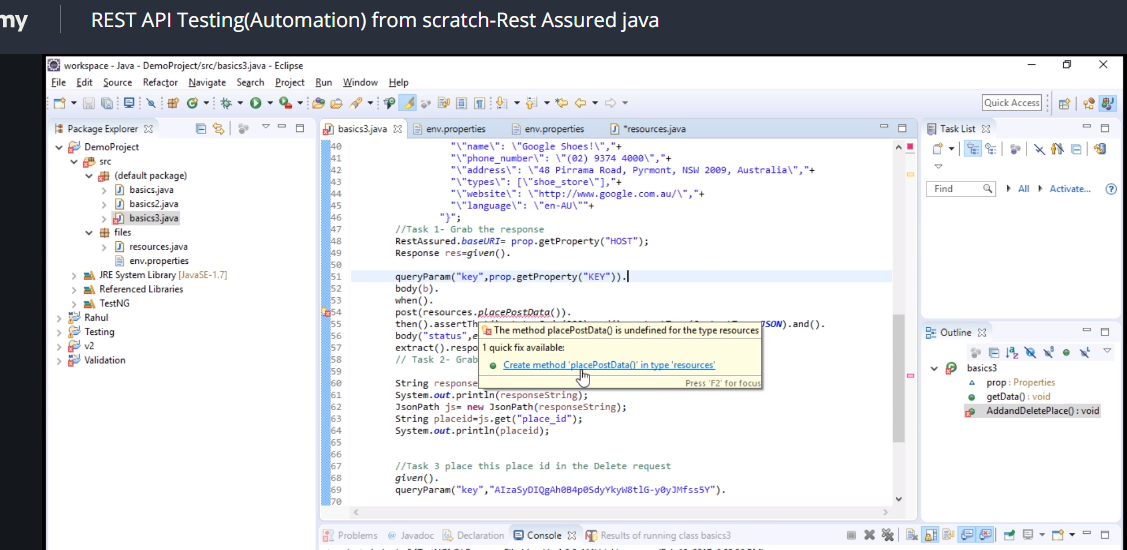 my
REST API Testing(Automation) from scratch-Rest Assured java
workspace - Java - DemoProject/src/basics3.java - Eclipse
File Edit Source Refactor Navigate Search Project Run Window Help
Quick Access
Package Explorer
DemoProject
src
(default package)
basics.java
basics2.java
basics3.java
files
resources.java
env.properties
JRE System Library [JavaSE-1.7]
Referenced Libraries
TestNG
Rahul
Testing
v2
Validation
basics3.java env.properties env.properties *resources.java
40 "\"name\": \"Google Shoes!\","+
41 "\"phone_number\": \"(02) 9374 4000\","+
42 "\"address\": \"48 Pirrama Road, Pyrmont, NSW 2009, Australia\","+
43 "\"types\": [\"shoe_store\"],"+
44 "\"website\": \"http://www.google.com.au/\","+
45 "\"language\": \"en-AU\""+
46 "}";
47 //Task 1- Grab the response
48 RestAssured.baseURI= prop.getProperty("HOST");
49 Response res=given().
50
51 queryParam("key",prop.getProperty("KEY")).
52 body(b).
53 when().
54 post(resources.placePostData()).
55 then().assertTh
JSON).and().
56 body("status",e
57 extract().respo
58 // Task 2- Grab
59
60 String response
61 System.out.println(responseString);
62 JsonPath js= new JsonPath(responseString);
63 String placeid=js.get("place_id");
64 System.out.println(placeid);
65
66
67 //Task 3 place this place id in the Delete request
68 given().
69 queryParam("key","AIzaSyDIQgAh0B4p0SdyYkyW8tlG-y0yJMfss5Y").
70
The method placePostData() is undefined for the type resources
1 quick fix available:
Create method 'placePostData()' in type 'resources'
Press 'F2' for focus
Task List
Find All Activate...
Outline
basics3
prop : Properties
getData() : void
AddandDeletePlace() : void
Problems Javadoc Declaration Console Results of running class basics3